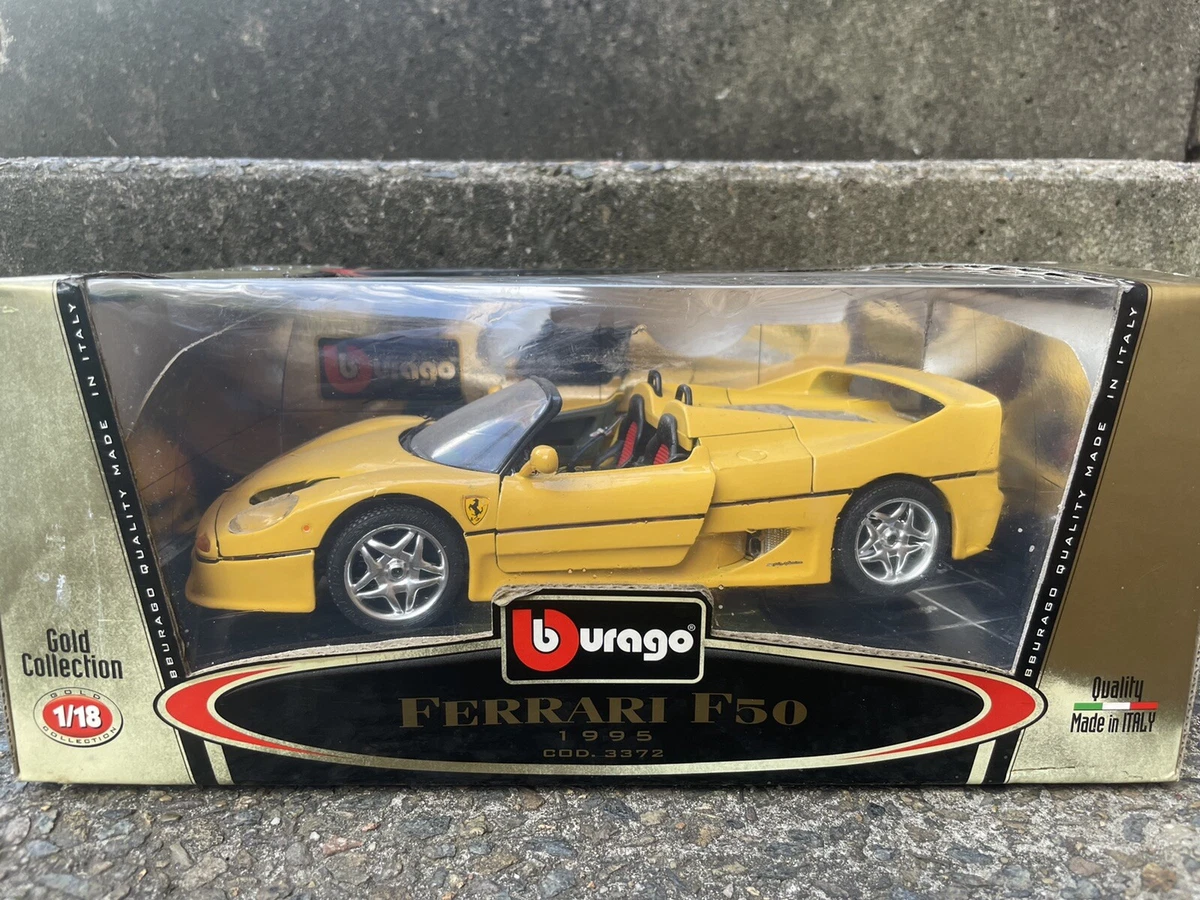 BBURAGO QUALITY MADE IN ITALY
burago
Gold
Collection
GOLD
1/18
COLLECTION
burago®
FERRARI F50
1995
COD. 3372
BBURAGO QUALITY MADE IN ITALY
Quality
Made in ITALY